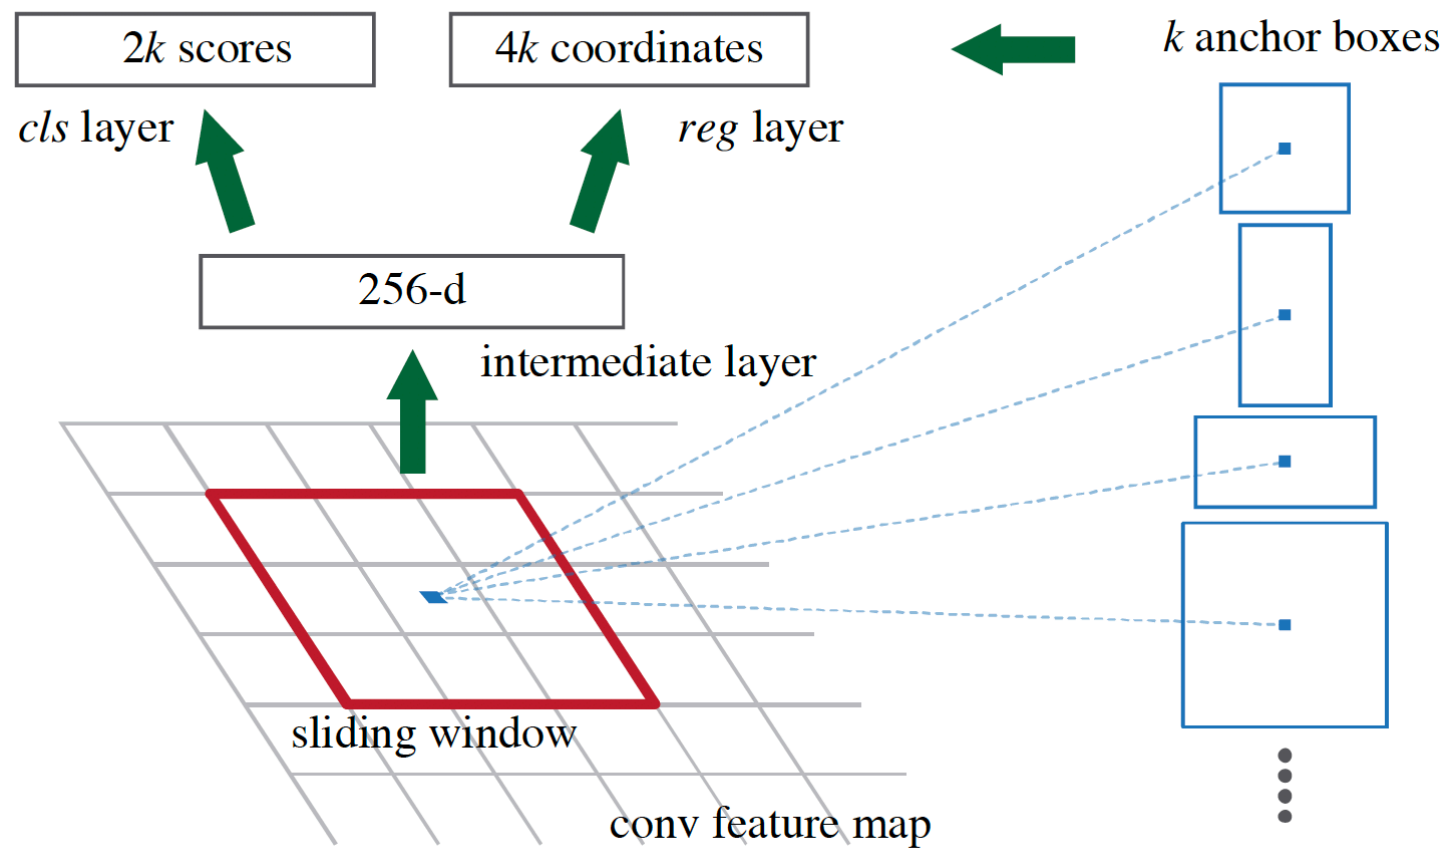 2k scores
4k coordinates
k anchor boxes
cls layer
reg layer
256-d
intermediate layer
sliding window
conv feature map